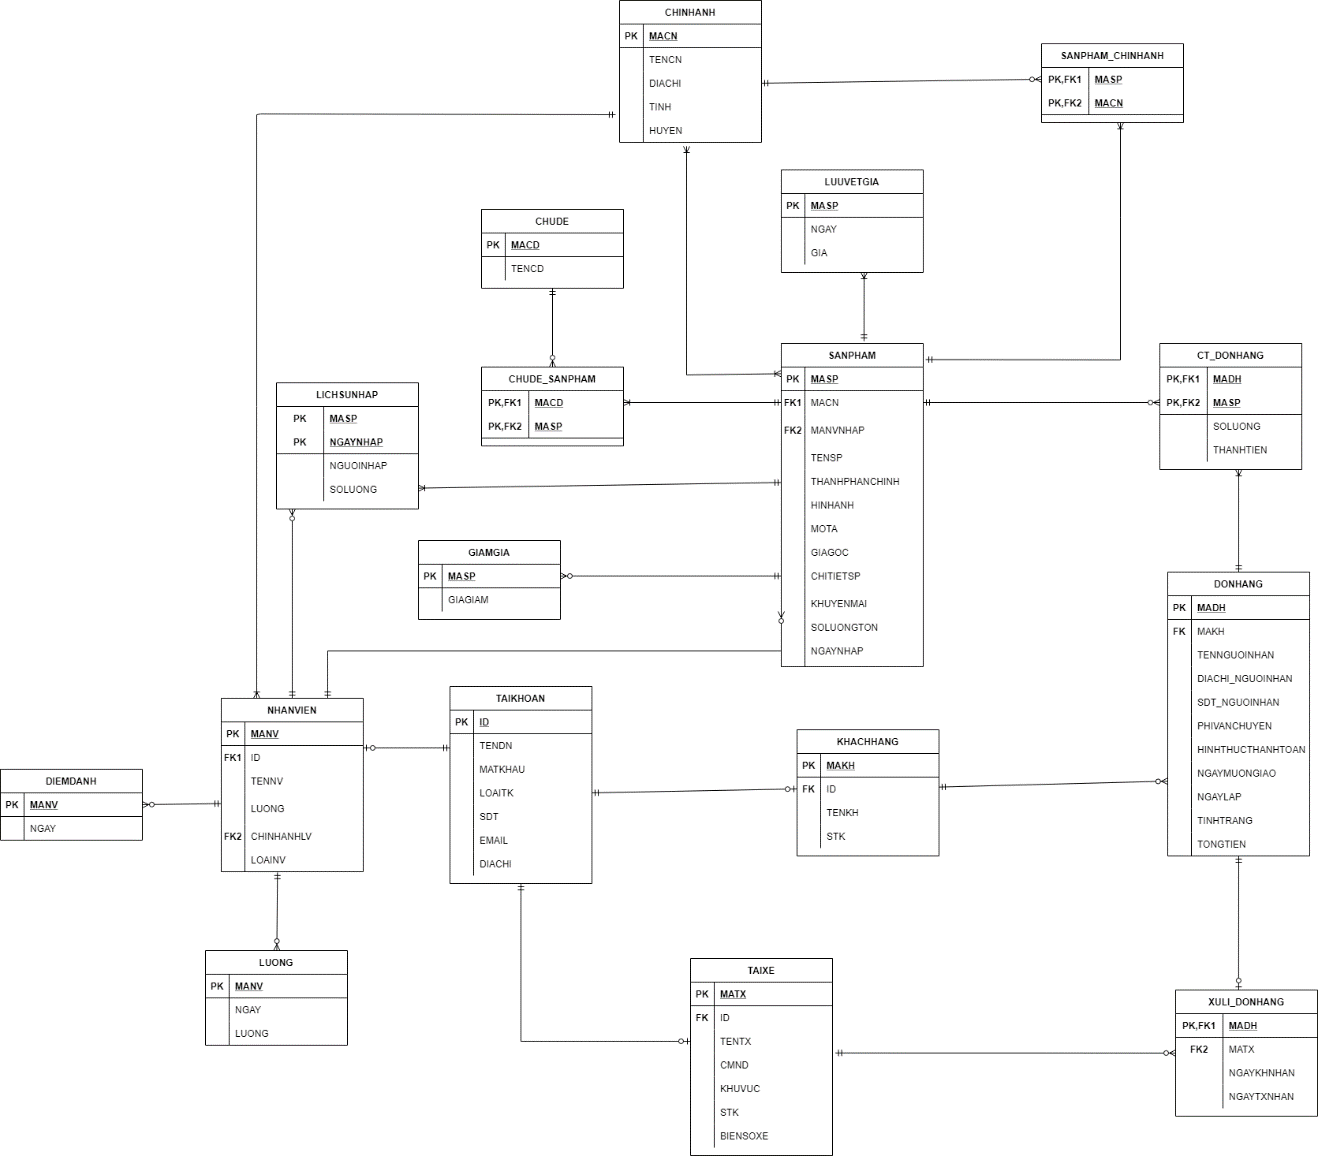 CHINHANH
PK MACN
TENCN
DIACHI
TINH
HUYEN
SANPHAM_CHINHANH
PK,FK1 MASP
PK,FK2 MACN
LUUVETGIA
PK MASP
NGAY
GIA
CHUDE
PK MACD
TENCD
CHUDE_SANPHAM
PK,FK1 MACD
PK,FK2 MASP
SANPHAM
PK MASP
FK1 MACN
FK2 MANVNHAP
TENSP
THANHPHANCHINH
HINHANH
MOTA
GIAGOC
CHITIETSP
KHUYENMAI
SOLUONGTON
NGAYNHAP
CT_DONHANG
PK,FK1 MADH
PK,FK2 MASP
SOLUONG
THANHTIEN
LICHSUNHAP
PK MASP
PK NGAYNHAP
NGUOINHAP
SOLUONG
GIAMGIA
PK MASP
GIAGIAM
DONHANG
PK MADH
FK MAKH
TENNGUOINHAN
DIACHI_NGUOINHAN
SDT_NGUOINHAN
PHIVANCHUYEN
HINHTHUCTHANHTOAN
NGAYMUONGIAO
NGAYLAP
TINHTRANG
TONGTIEN
NHANVIEN
PK MANV
FK1 ID
TENNV
LUONG
FK2 CHINHANHLV
LOAINV
TAIKHOAN
PK ID
TENDN
MATKHAU
LOAITK
SDT
EMAIL
DIACHI
KHACHHANG
PK MAKH
FK ID
TENKH
STK
DIEMDANH
PK MANV
NGAY
LUONG
PK MANV
NGAY
LUONG
TAIXE
PK MATX
FK ID
TENTX
CMND
KHUVUC
STK
BIENSOXE
XULI_DONHANG
PK,FK1 MADH
FK2 MATX
NGAYKHNHAN
NGAYTXNHAN